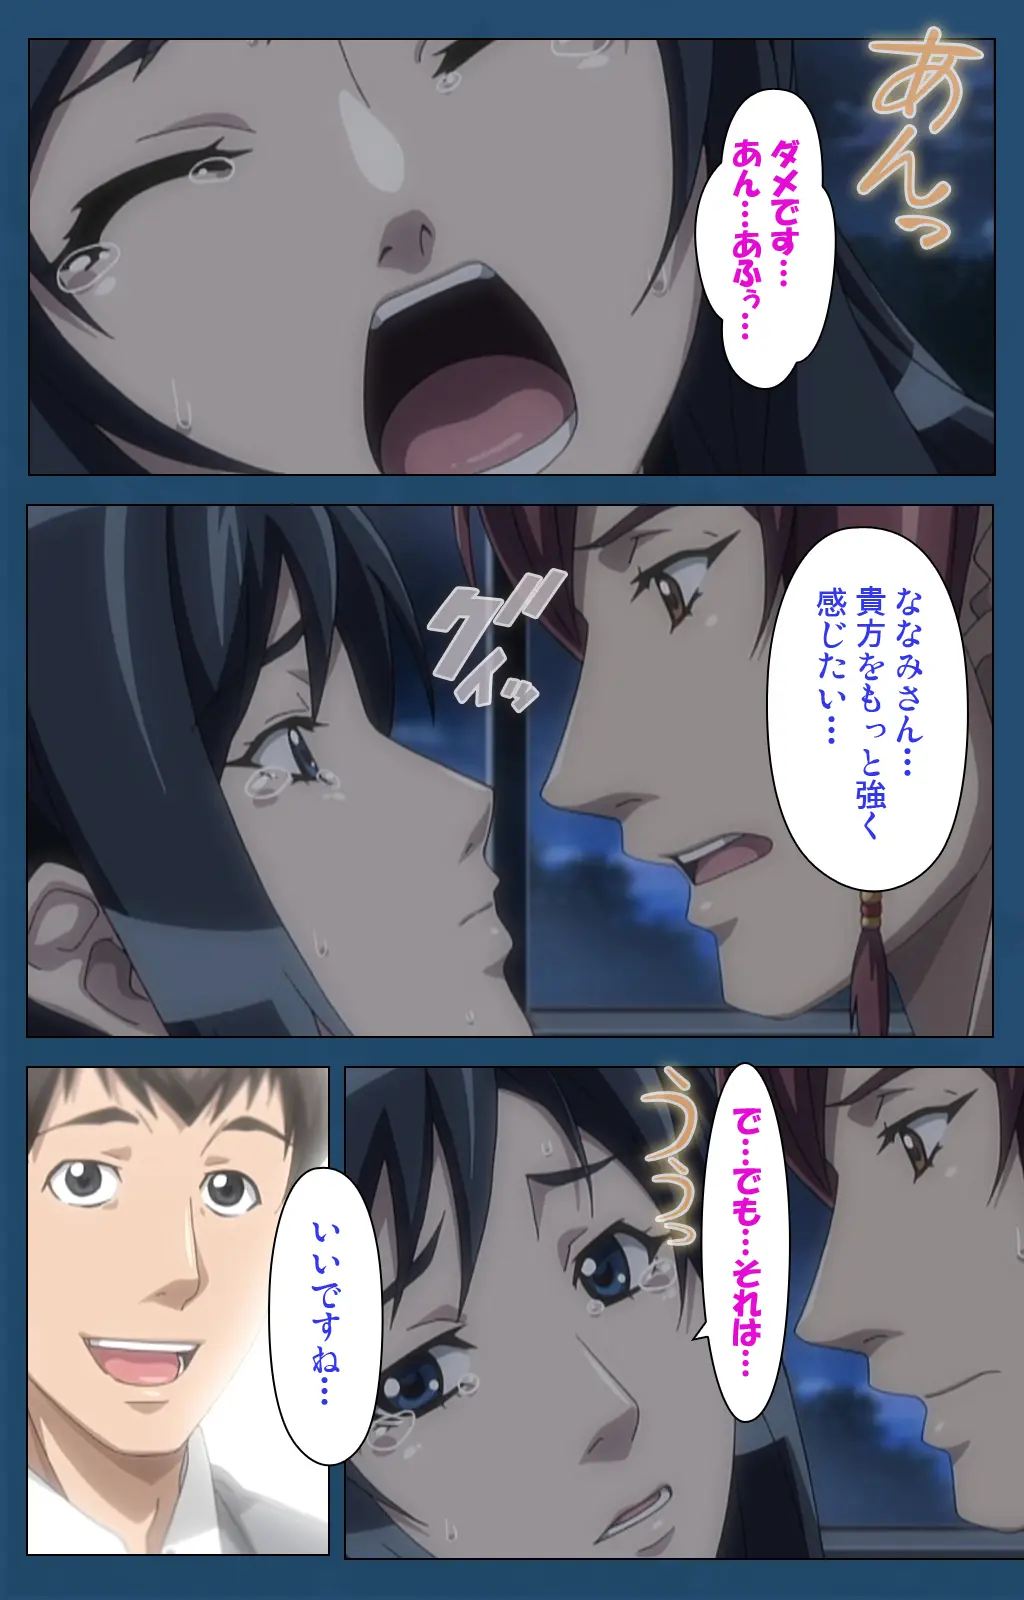 あんっ
ダメです…
あん…あふぅ…
グイッ
ななみさん…
貴方をもっと強く
感じたい…
で…でも…それは…
ううっ
いいですね…